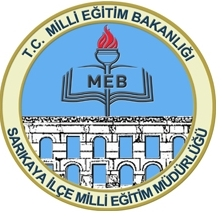 T.C. MİLLİ EĞİTİM BAKANLIĞI
MEB
SARIKAYA İLÇE MİLLİ EĞİTİM MÜDÜRLÜĞÜ